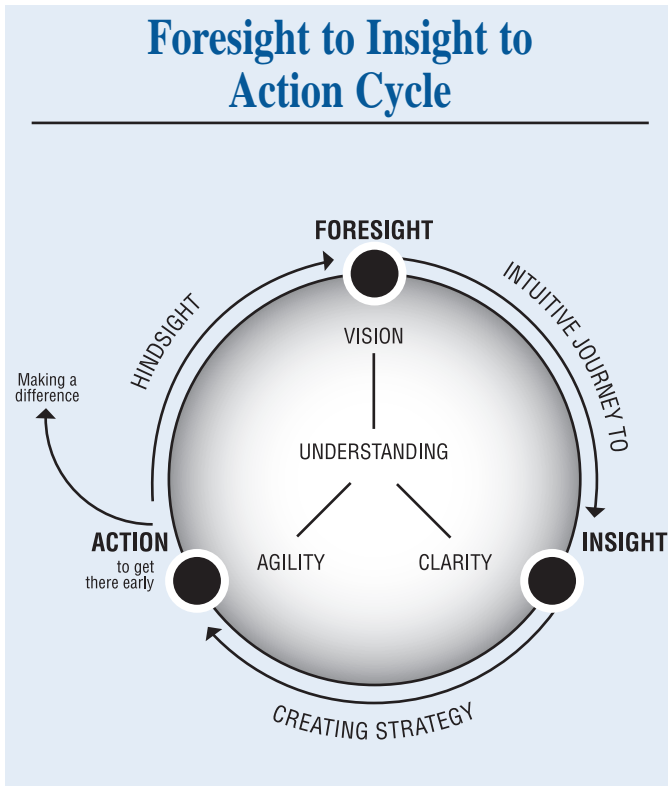 Foresight to Insight to
Action Cycle
FORESIGHT
HINDSIGHT
INTUITIVE JOURNEY TO
VISION
Making a
difference
UNDERSTANDING
ACTION
to get
there early
AGILITY
CLARITY
INSIGHT
CREATING STRATEGY